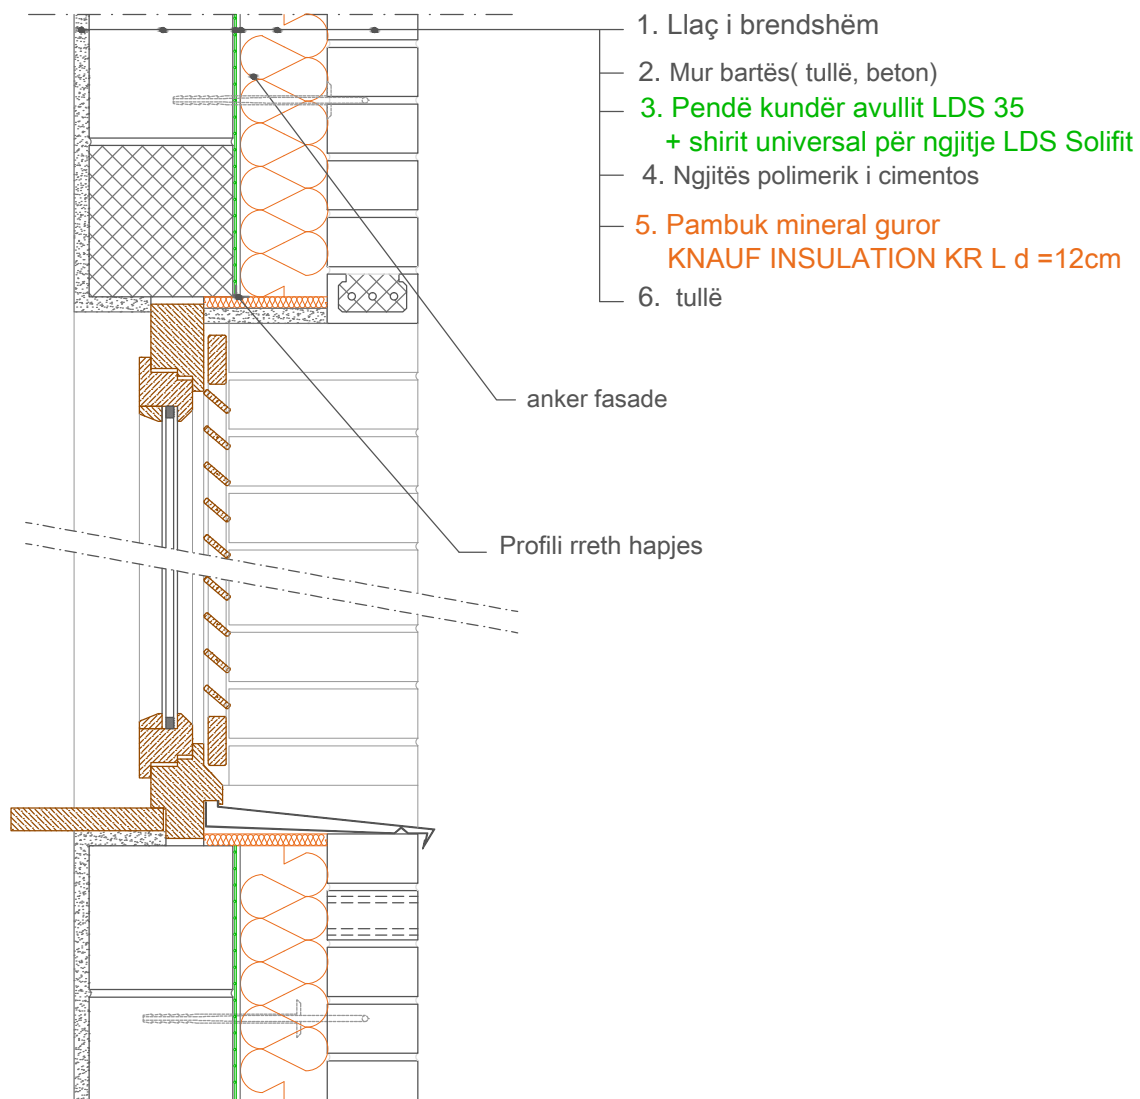 1. Llaç i brendshëm
2. Mur bartës( tullë, beton)
3. Pendë kundër avullit LDS 35
+ shirit universal për ngjitje LDS Solifit
4. Ngjitës polimerik i cimentos
5. Pambuk mineral guror
KNAUF INSULATION KR L d =12cm
6. tullë
anker fasade
Profili rreth hapjes